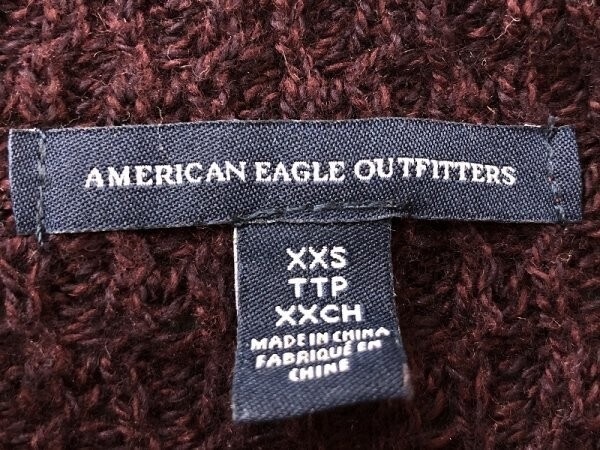 AMERICAN EAGLE OUTFITTERS
XXS
TTP
XXCH
MADE IN CHINA
FABRIQUÉ EN
CHINE